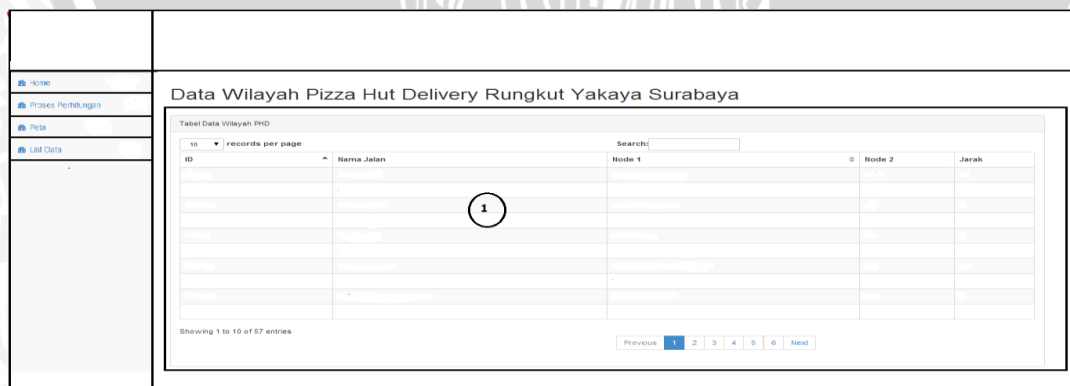 Home
Proses Perhitungan
Peta
List Data
Data Wilayah Pizza Hut Delivery Rungkut Yakaya Surabaya
Tabel Data Wilayah PHD
10 records per page Search:
ID Nama Jalan Node 1 Node 2 Jarak
1
Showing 1 to 10 of 57 entries
Previous 1 2 3 4 5 6 Next